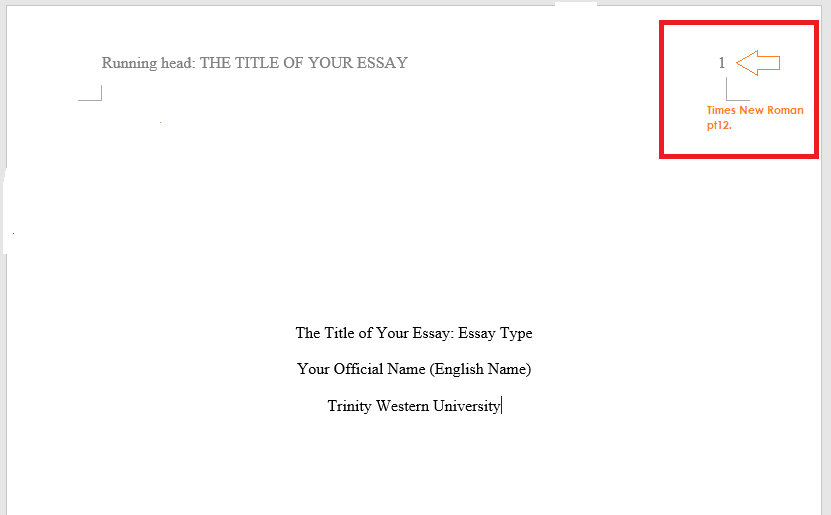 Running head: THE TITLE OF YOUR ESSAY 1
Times New Roman
pt12.
The Title of Your Essay: Essay Type
Your Official Name (English Name)
Trinity Western University